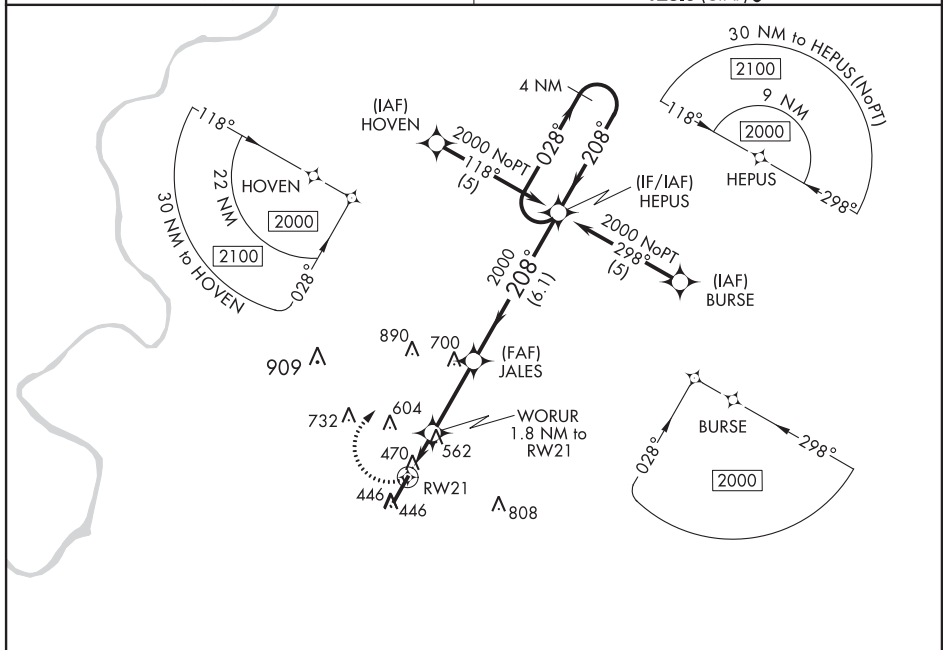 30 NM to HEPUS (NoPT)
2100
9 NM
2000
118°
HEPUS
298°
4 NM
028°
208°
(IAF)
HOVEN
2000 NoPT
118°
(5)
(IF/IAF)
HEPUS
2000 NoPT
298°
(5)
(IAF)
BURSE
118°
HOVEN
22 NM
2000
2100
30 NM to HOVEN
028°
2000
208°
(6.1)
890
700
909
(FAF)
JALES
732
604
WORUR
1.8 NM to
RW21
562
470
RW21
446
446
808
BURSE
028°
298°
2000